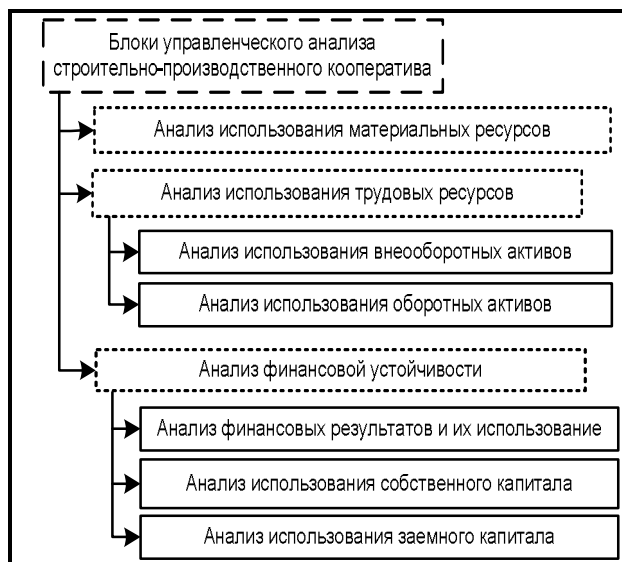 Блоки управленческого анализа
строительно-производственного кооператива
Анализ использования материальных ресурсов
Анализ использования трудовых ресурсов
Анализ использования внеооборотных активов
Анализ использования оборотных активов
Анализ финансовой устойчивости
Анализ финансовых результатов и их использование
Анализ использования собственного капитала
Анализ использования заемного капитала